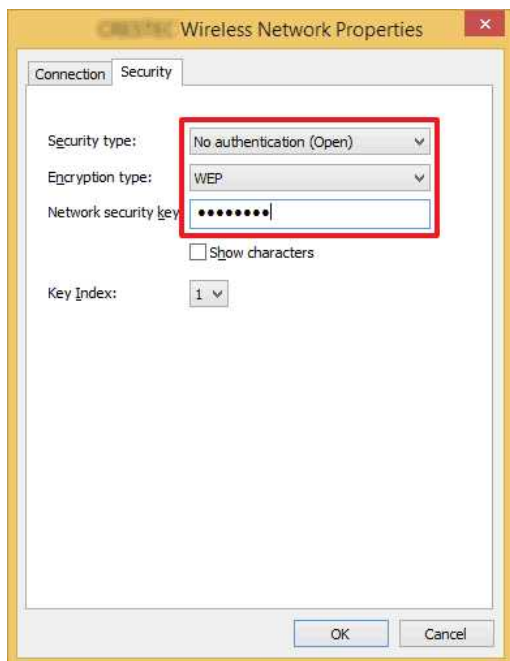 Wireless Network Properties
Connection Security
Security type: No authentication (Open)
Encryption type: WEP
Network security key ••••••••
Show characters
Key Index: 1
OK Cancel